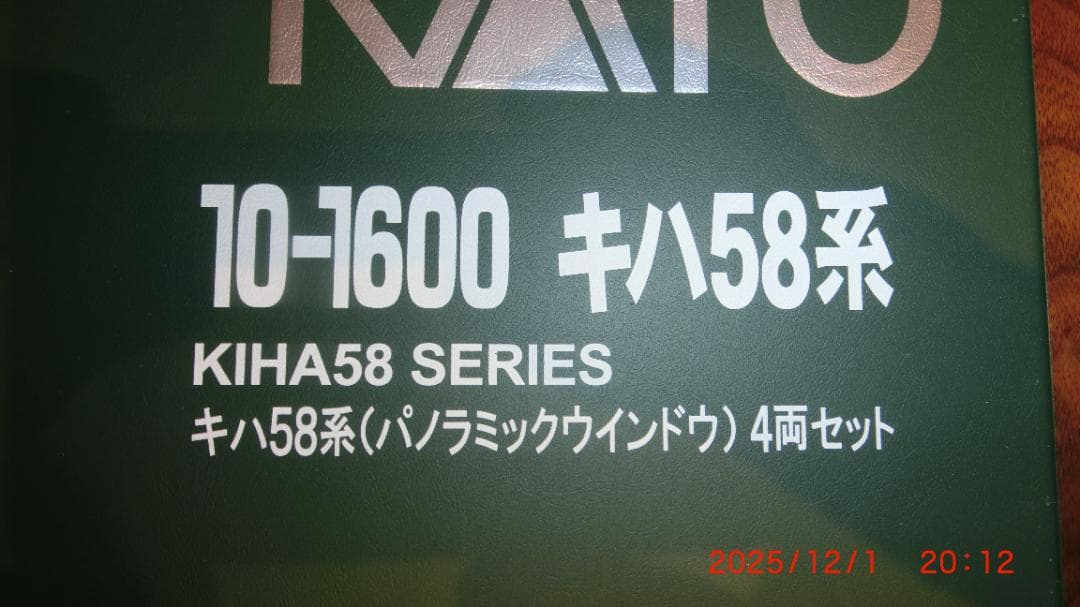 KATO
10-1600 キハ58系
KIHA58 SERIES
キハ58系(パノラミックウインドウ) 4両セット
2025/12/1 20:12